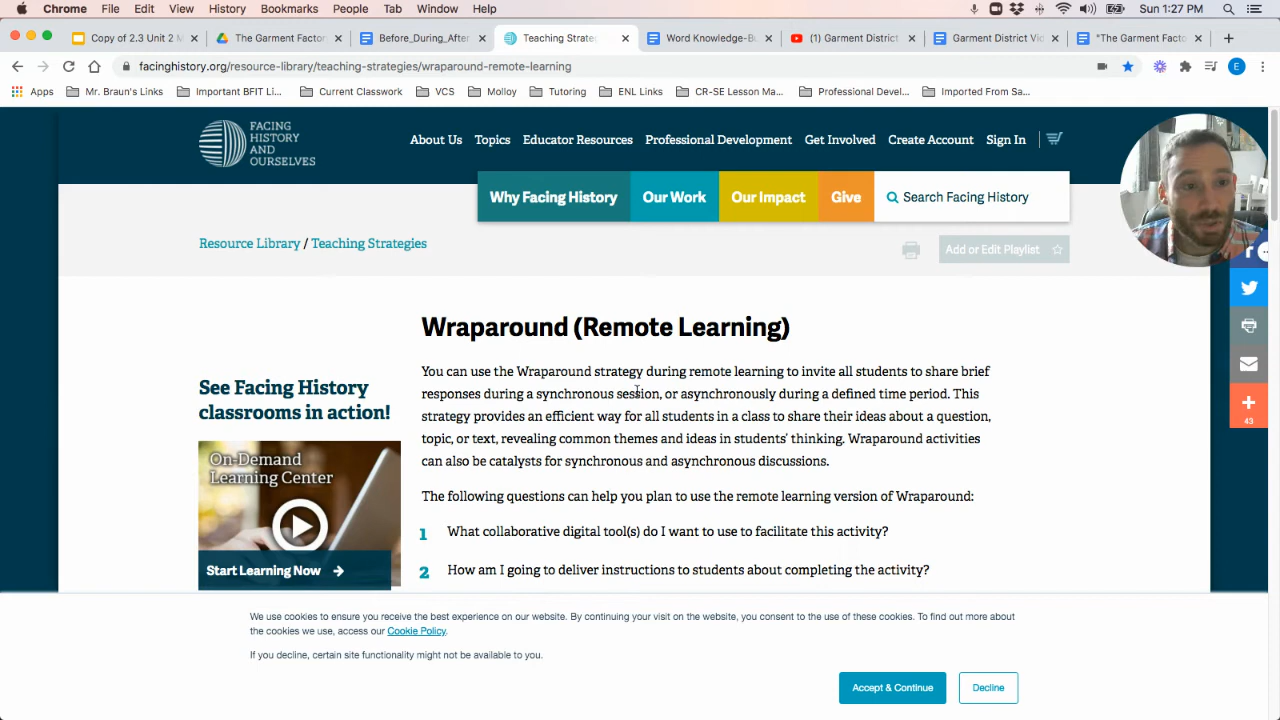 Chrome File Edit View History Bookmarks People Tab Window Help Sun 1:27 PM
Copy of 2.3 Unit 2 M
The Garment Factor
Before_During_After
Teaching Strate
Word Knowledge-Bu
(1) Garment District
Garment District Vid
"The Garment Factor
facinghistory.org/resource-library/teaching-strategies/wraparound-remote-learning
E
Apps Mr. Braun's Links Important BFIT Li... Current Classwork VCS Molloy Tutoring ENL Links CR-SE Lesson Ma... Professional Devel... Imported From Sa...
FACING
HISTORY
AND
OURSELVES
About Us Topics Educator Resources Professional Development Get Involved Create Account Sign In
Why Facing History Our Work Our Impact Give Search Facing History
Resource Library / Teaching Strategies
Add or Edit Playlist
Wraparound (Remote Learning)
You can use the Wraparound strategy during remote learning to invite all students to share brief
responses during a synchronous session, or asynchronously during a defined time period. This
strategy provides an efficient way for all students in a class to share their ideas about a question,
topic, or text, revealing common themes and ideas in students' thinking. Wraparound activities
can also be catalysts for synchronous and asynchronous discussions.
The following questions can help you plan to use the remote learning version of Wraparound:
1 What collaborative digital tool(s) do I want to use to facilitate this activity?
2 How am I going to deliver instructions to students about completing the activity?
See Facing History
classrooms in action!
On-Demand
Learning Center
Start Learning Now
43
We use cookies to ensure you receive the best experience on our website. By continuing your visit on the website, you consent to the use of these cookies. To find out more about
the cookies we use, access our Cookie Policy.
If you decline, certain site functionality might not be available to you.
Accept & Continue Decline